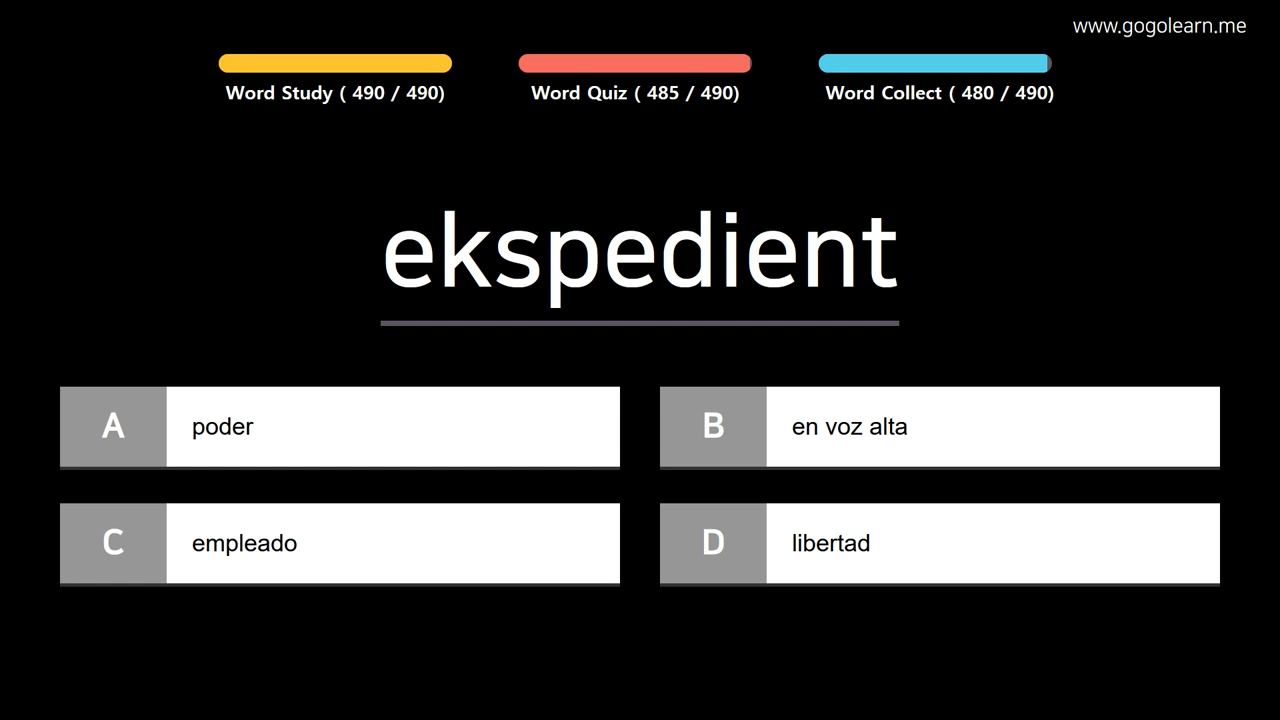 www.gogolearn.me
Word Study ( 490 / 490)
Word Quiz ( 485 / 490)
Word Collect ( 480 / 490)
ekspedient
A poder
B en voz alta
C empleado
D libertad